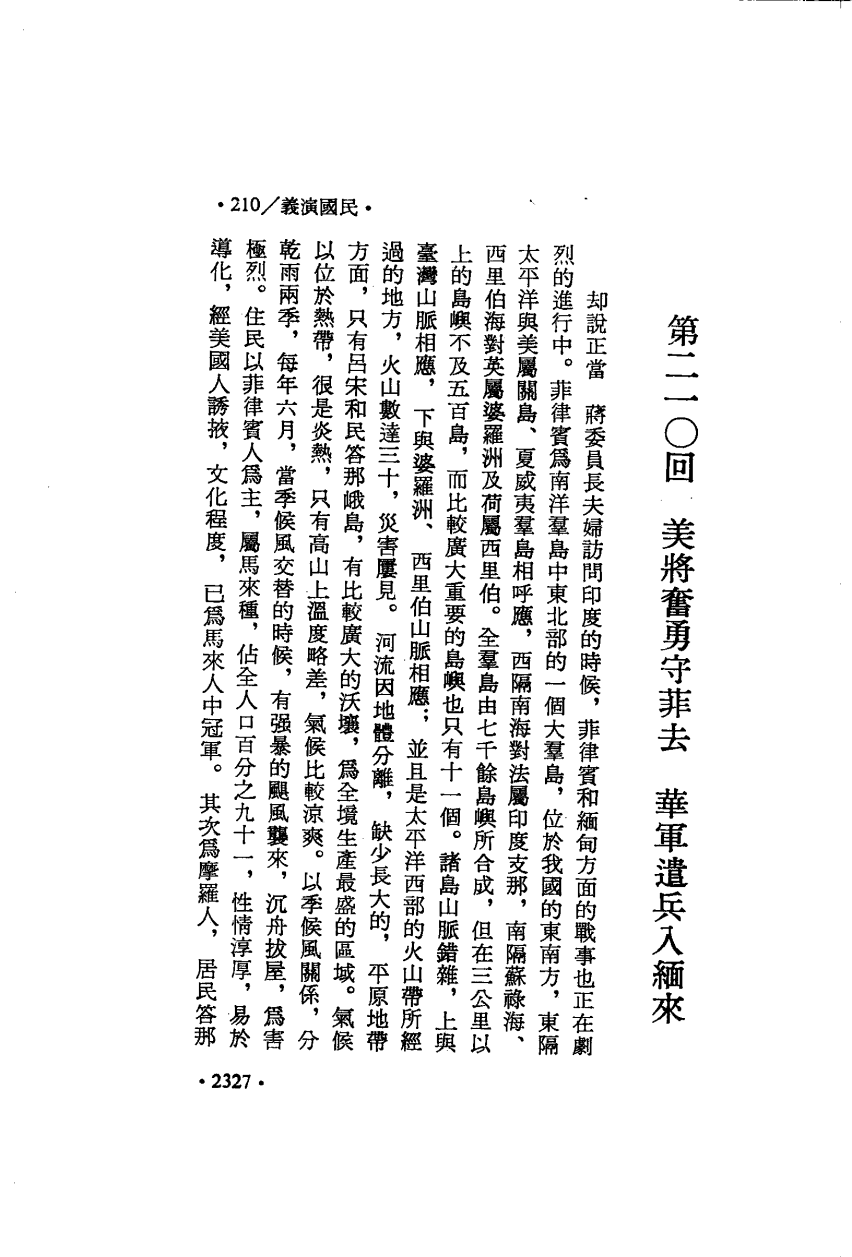 •210／義演國民•
第二一〇回　美將奮勇守菲去　華軍遣兵入緬來
却說正當　蔣委員長夫婦訪問印度的時候，菲律賓和緬甸方面的戰事也正在劇
烈的進行中。菲律賓爲南洋羣島中東北部的一個大羣島，位於我國的東南方，東隔
太平洋與美屬關島、夏威夷羣島相呼應，西隔南海對法屬印度支那，南隔蘇祿海、
西里伯海對英屬婆羅洲及荷屬西里伯。全羣島由七千餘島嶼所合成，但在三公里以
上的島嶼不及五百島，而比較廣大重要的島嶼也只有十一個。諸島山脈錯雜，上與
臺灣山脈相應，下與婆羅洲、西里伯山脈相應；並且是太平洋西部的火山帶所經
過的地方，火山數達三十，災害屢見。河流因地體分離，缺少長大的，平原地帶
方面，只有呂宋和民答那峨島，有比較廣大的沃壤，爲全境生產最盛的區域。氣候
以位於熱帶，很是炎熱，只有高山上溫度略差，氣候比較涼爽。以季候風關係，分
乾雨兩季，每年六月，當季候風交替的時候，有强暴的颶風襲來，沉舟拔屋，爲害
極烈。住民以菲律賓人爲主，屬馬來種，佔全人口百分之九十一，性情淳厚，易於
導化，經美國人誘掖，文化程度，已爲馬來人中冠軍。其次爲摩羅人，居民答那
•2327•